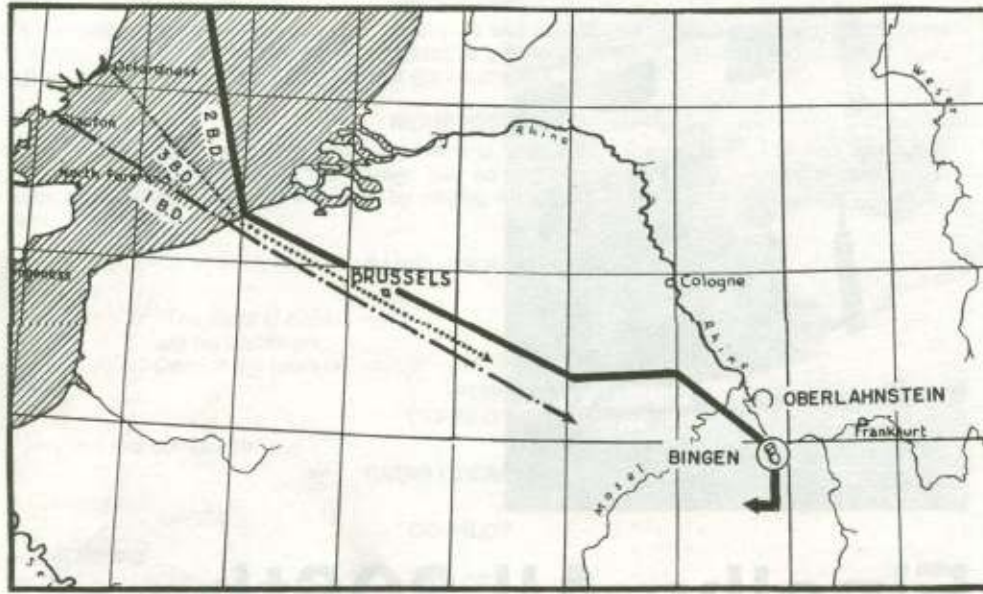 Orfordness
Weser
2 B.D.
Rhine
Clacton
3 B.D.
North Foreland
1 B.D.
BRUSSELS
Cologne
Rhine
OBERLAHNSTEIN
Frankfurt
BINGEN
Mosel